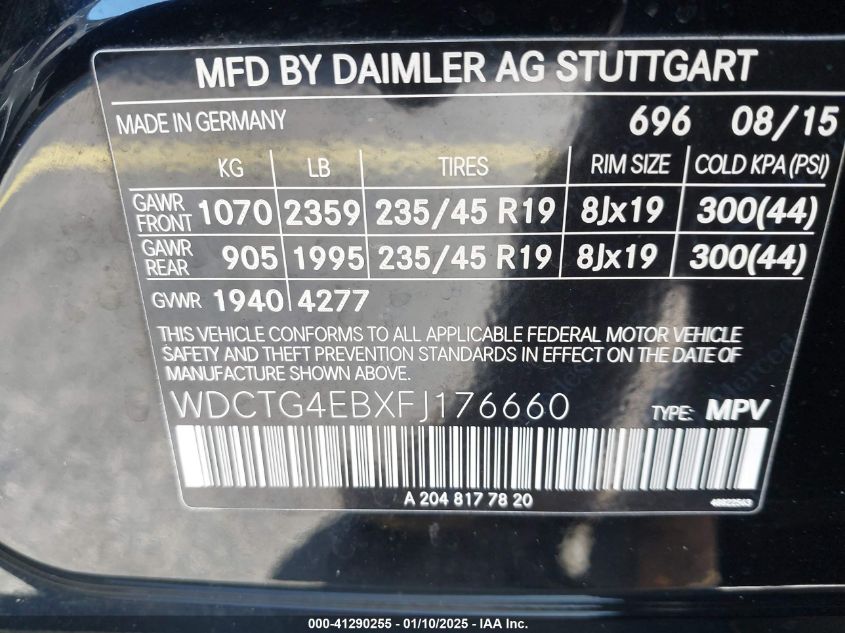 MFD BY DAIMLER AG STUTTGART
MADE IN GERMANY 696 08/15
KG LB TIRES RIM SIZE COLD KPA (PSI)
GAWR FRONT 1070 2359 235/45 R19 8Jx19 300(44)
GAWR REAR 905 1995 235/45 R19 8Jx19 300(44)
GVWR 1940 4277
THIS VEHICLE CONFORMS TO ALL APPLICABLE FEDERAL MOTOR VEHICLE
SAFETY AND THEFT PREVENTION STANDARDS IN EFFECT ON THE DATE OF
MANUFACTURE SHOWN ABOVE.
WDCTG4EBXFJ176660 TYPE: MPV
A 204 817 78 20
000-41290255 - 01/10/2025 - IAA Inc.